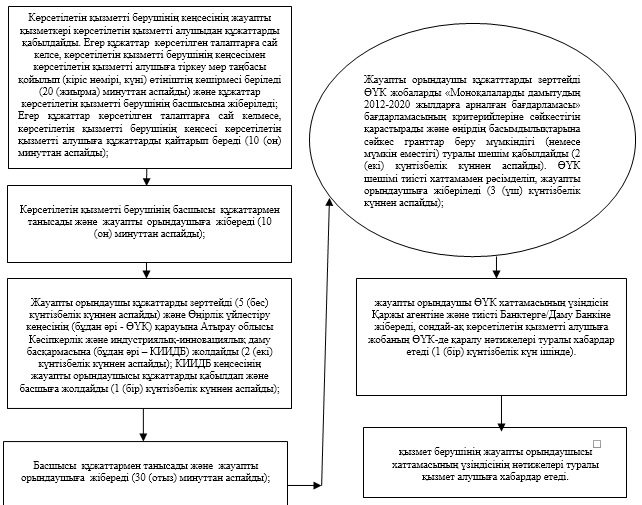 Көрсетілетін қызметті берушінің кеңсесінің жауапты
қызметкері көрсетілетін қызметті алушыдан құжаттарды
қабылдайды. Егер құжаттар көрсетілген талаптарға сай
келсе, көрсетілетін қызметті берушінің кеңсесімен
көрсетілетін қызметті алушыға тіркеу мөр таңбасы
қойылып (кіріс нөмірі, күні) өтініштің көшірмесі беріледі
(20 (жиырма) минуттан аспайды) және құжаттар
көрсетілетін қызметті берушінің басшысына жіберіледі;
Егер құжаттар көрсетілген талаптарға сай келмесе,
көрсетілетін қызметті берушінің кеңсесі көрсетілетін
қызметті алушыға құжаттарды қайтарып береді (10 (он)
минуттан аспайды);
Көрсетілетін қызметті берушінің басшысы құжаттармен
танысады және жауапты орындаушыға жібереді (10
(он) минуттан аспайды);
Жауапты орындаушы құжаттарды зерттейді (5 (бес)
күнтізбелік күннен аспайды) және Өңірлік үйлестіру
кеңесінің (бұдан әрі - ӨҮК) қарауына Атырау облысы
Кәсіпкерлік және индустриялық-инновациялық даму
басқармасына (бұдан әрі – КИИДБ) жолдайды (2 (екі)
күнтізбелік күннен аспайды); КИИДБ кеңсесінің
жауапты орындаушысы құжаттарды қабылдап және
басшыға жолдайды (1 (бір) күнтізбелік күннен аспайды);
Басшысы құжаттармен танысады және жауапты
орындаушыға жібереді (30 (отыз) минуттан аспайды);
Жауапты орындаушы құжаттарды зерттейді
ӨҮК жобаларды «Моноқалаларды дамытудың
2012-2020 жылдарға арналған бағдарламасы»
бағдарламасының критерийлеріне сәйкестігін
қарастырады және өңірдің басымдылықтарына
сәйкес гранттар беру мүмкіндігі (немесе
мүмкін еместігі) туралы шешім қабылдайды (2
(екі) күнтізбелік күннен аспайды). ӨҮК
шешімі тиісті хаттамамен рәсімделіп, жауапты
орындаушыға жіберіледі (3 (үш) күнтізбелік
күннен аспайды);
жауапты орындаушы ӨҮК хаттамасының үзіндісін
Қаржы агентіне және тиісті Банктерге/Даму Банкіне
жібереді, сондай-ақ көрсетілетін қызметті алушыға
жобаның ӨҮК-де қаралу нәтижелері туралы хабардар
етеді (1 (бір) күнтізбелік күн ішінде).
қызмет берушінің жауапты орындаушысы
хаттамасының үзіндісінің нәтижелері туралы
қызмет алушыға хабардар етеді.